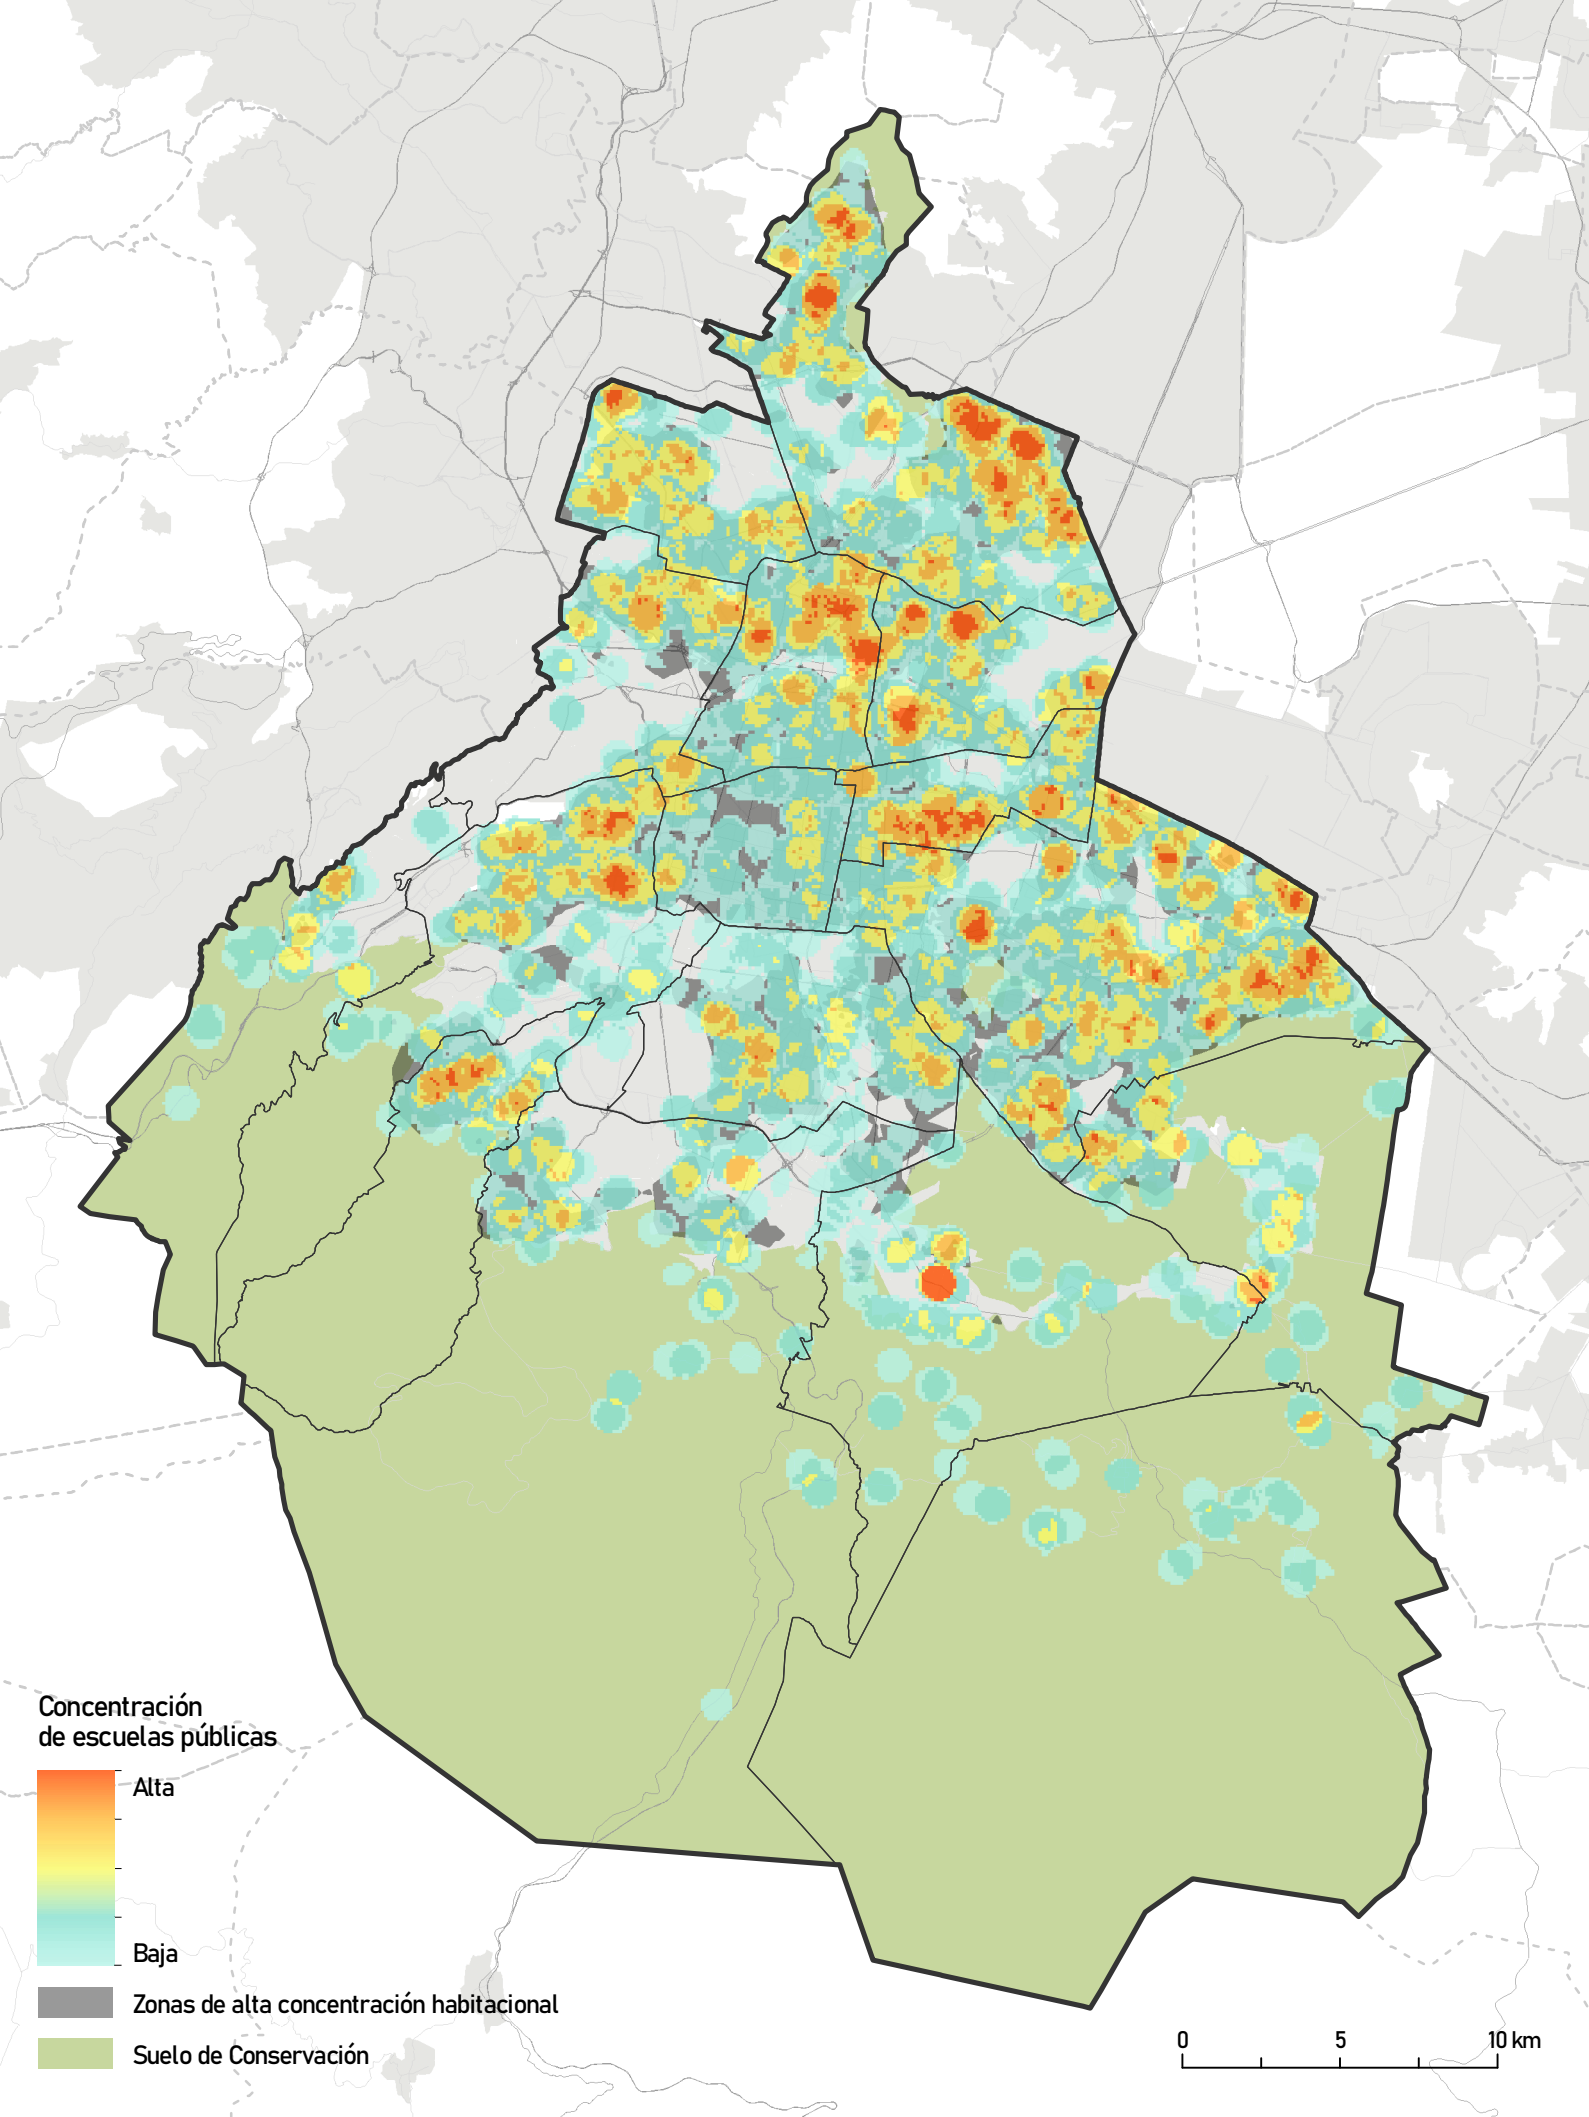 Concentración
de escuelas públicas
Alta
Baja
Zonas de alta concentración habitacional
Suelo de Conservación
0 5 10 km